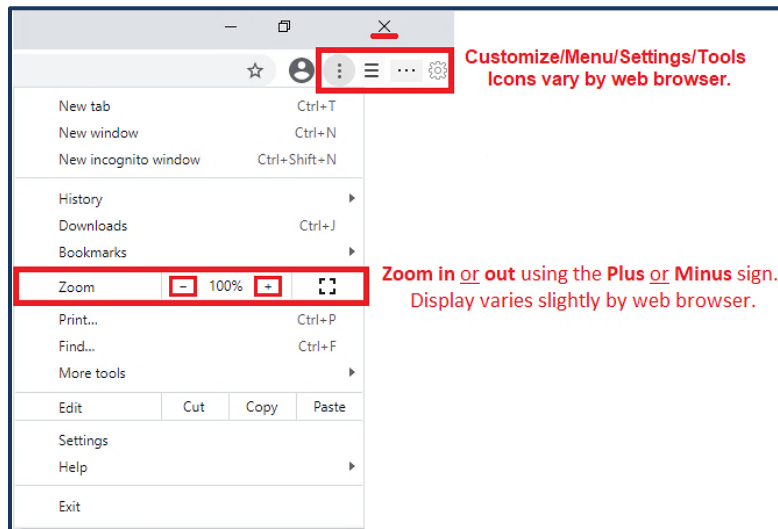 Customize/Menu/Settings/Tools
Icons vary by web browser.
New tab Ctrl+T
New window Ctrl+N
New incognito window Ctrl+Shift+N
History
Downloads Ctrl+J
Bookmarks
Zoom − 100% +
Zoom in or out using the Plus or Minus sign.
Display varies slightly by web browser.
Print... Ctrl+P
Find... Ctrl+F
More tools
Edit Cut Copy Paste
Settings
Help
Exit